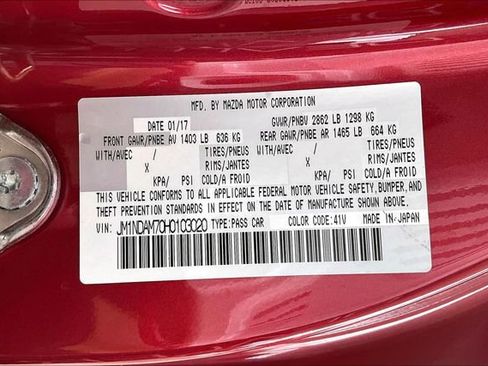 MFD. BY MAZDA MOTOR CORPORATION
DATE 01/17 GVWR/PNBV 2862 LB 1298 KG
FRONT GAWR/PNBE AV 1403 LB 636 KG REAR GAWR/PNBE AR 1465 LB 664 KG
WITH/AVEC / TIRES/PNEUS WITH/AVEC / TIRES/PNEUS
X RIMS/JANTES X RIMS/JANTES
KPA/ PSI COLD/A FROID KPA/ PSI COLD/A FROID
THIS VEHICLE CONFORMS TO ALL APPLICABLE FEDERAL MOTOR VEHICLE SAFETY, BUMPER,
AND THEFT PREVENTION STANDARDS IN EFFECT ON THE DATE OF MANUFACTURE SHOWN ABOVE.
VIN: JM1NDAM70H0103020 TYPE:PASS CAR COLOR CODE:41V MADE IN JAPAN